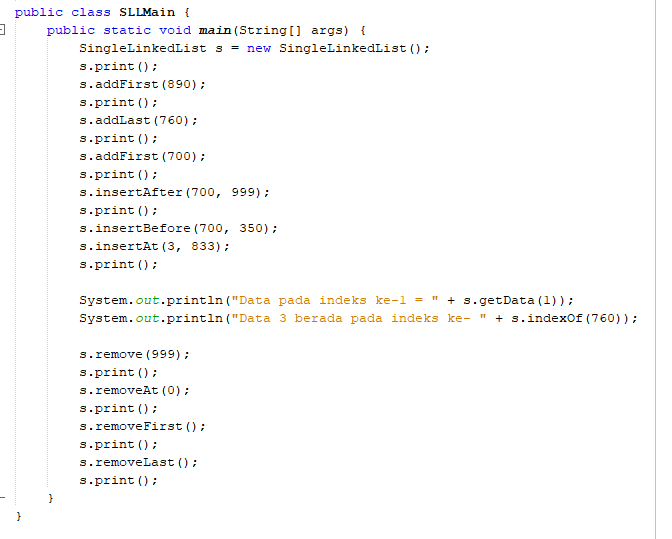 public class SLLMain {
    public static void main(String[] args) {
        SingleLinkedList s = new SingleLinkedList();
        s.print();
        s.addFirst(890);
        s.print();
        s.addLast(760);
        s.print();
        s.addFirst(700);
        s.print();
        s.insertAfter(700, 999);
        s.print();
        s.insertBefore(700, 350);
        s.insertAt(3, 833);
        s.print();

        System.out.println("Data pada indeks ke-1 = " + s.getData(1));
        System.out.println("Data 3 berada pada indeks ke- " + s.indexOf(760));

        s.remove(999);
        s.print();
        s.removeAt(0);
        s.print();
        s.removeFirst();
        s.print();
        s.removeLast();
        s.print();
    }
}